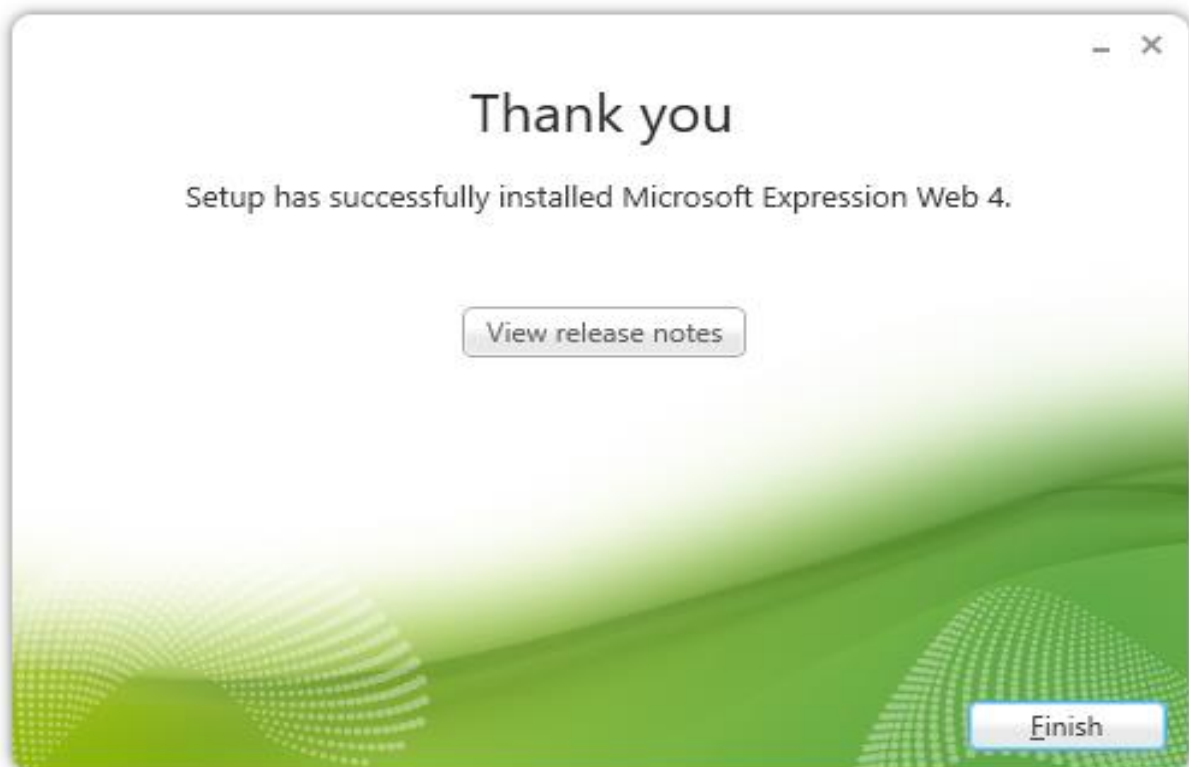 Thank you
Setup has successfully installed Microsoft Expression Web 4.
View release notes
Finish